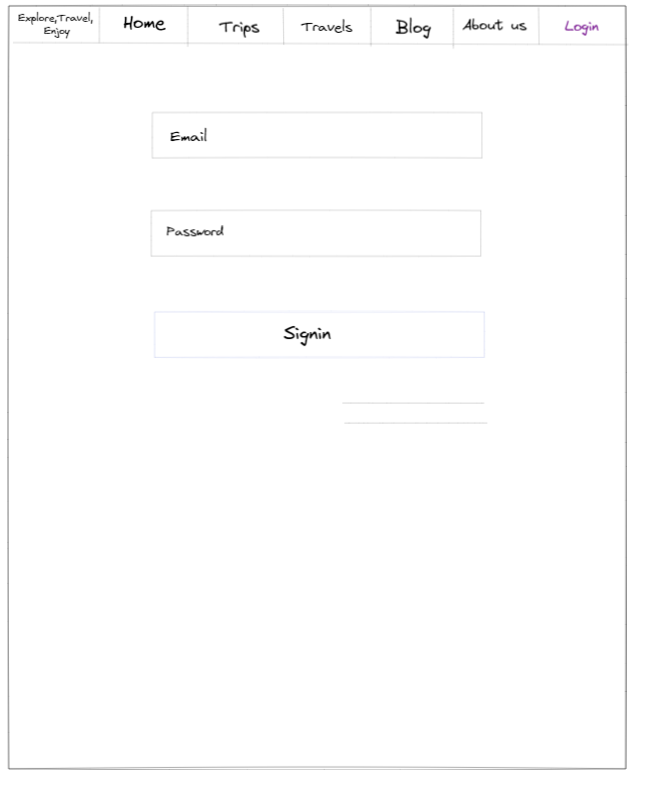 Explore,Travel,
Enjoy
Home
Trips
Travels
Blog
About us
Login
Email
Password
Signin